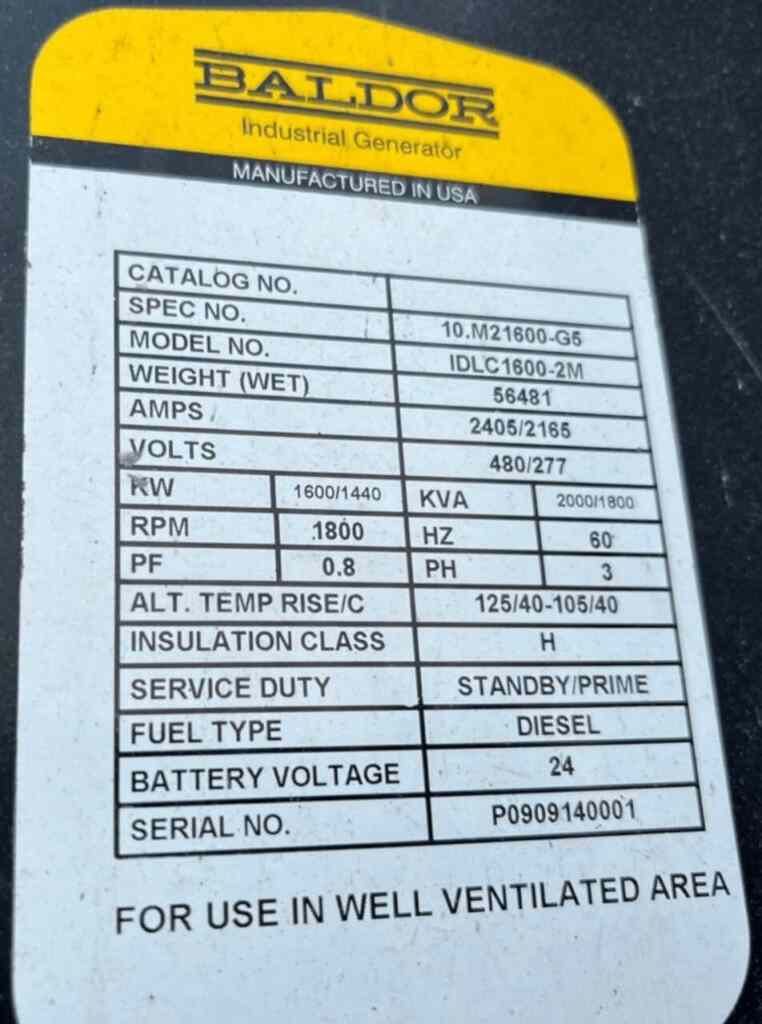 BALDOR
Industrial Generator
MANUFACTURED IN USA
CATALOG NO.
SPEC NO. 10.M21600-G5
MODEL NO. IDLC1600-2M
WEIGHT (WET) 56481
AMPS 2405/2165
VOLTS 480/277
KW 1600/1440 KVA 2000/1800
RPM 1800 HZ 60
PF 0.8 PH 3
ALT. TEMP RISE/C 125/40-105/40
INSULATION CLASS H
SERVICE DUTY STANDBY/PRIME
FUEL TYPE DIESEL
BATTERY VOLTAGE 24
SERIAL NO. P0909140001
FOR USE IN WELL VENTILATED AREA